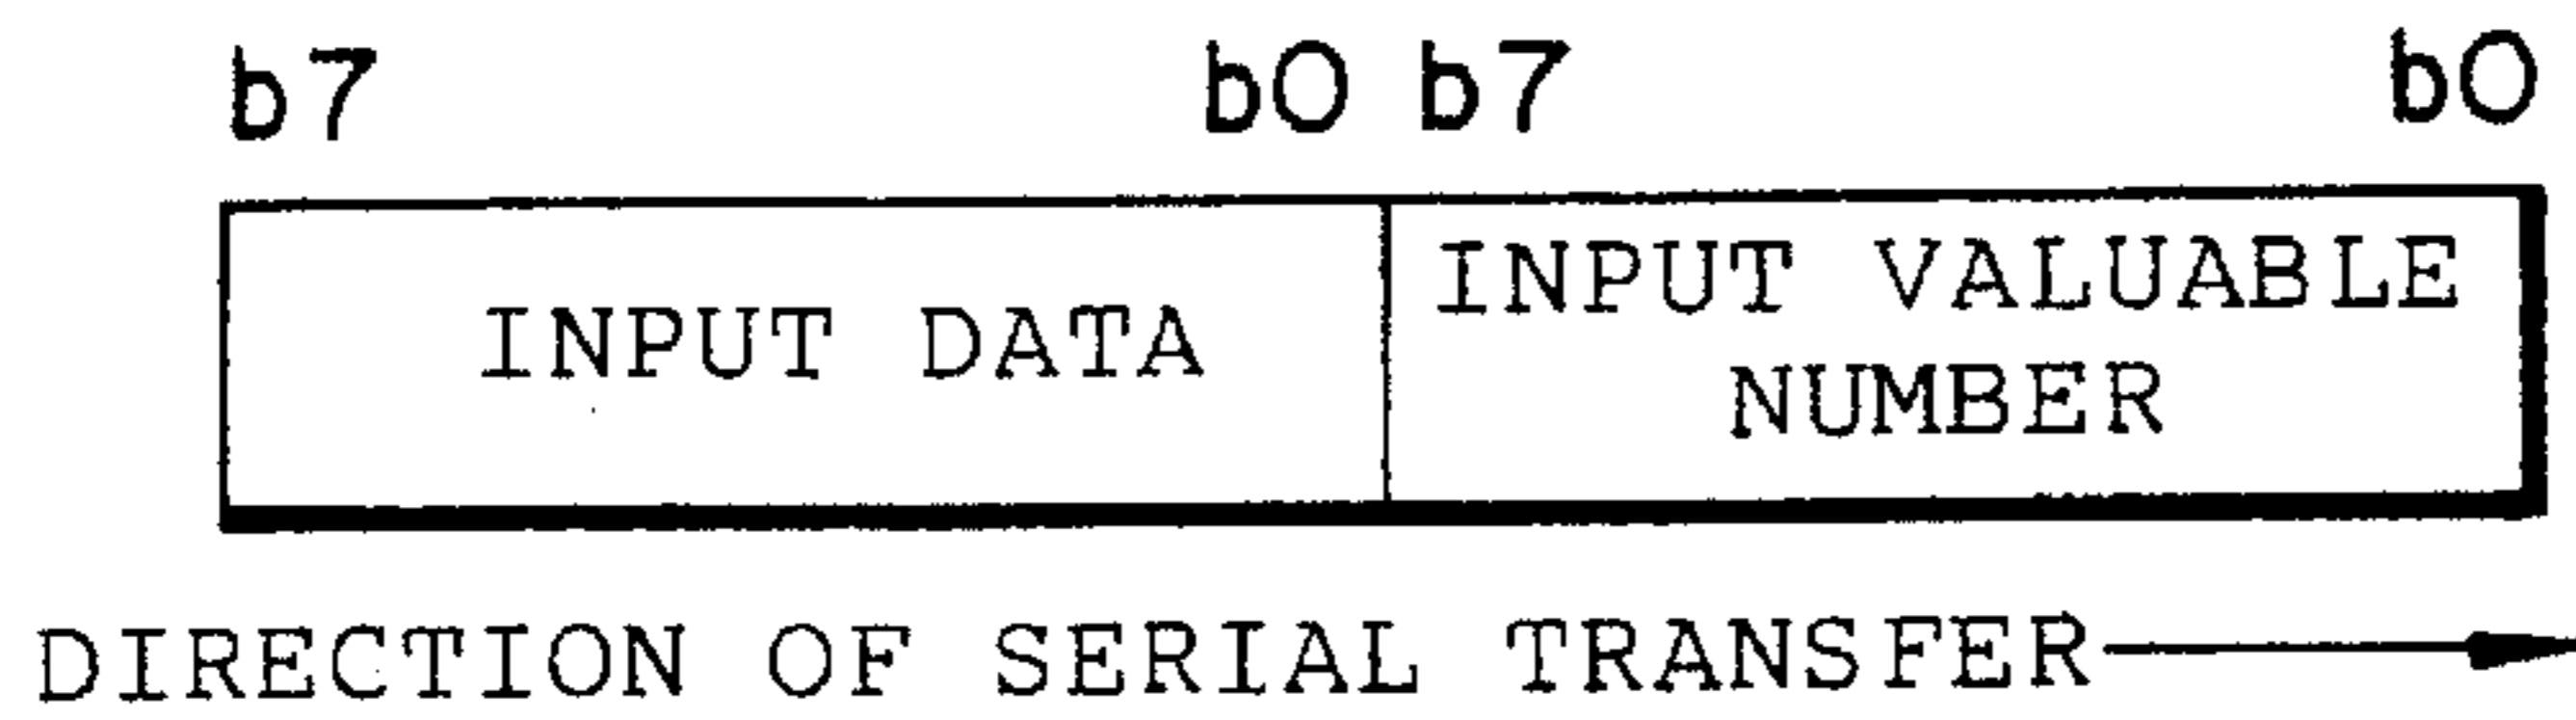 b7 b0 b7 b0
INPUT DATA
INPUT VALUABLE
NUMBER
DIRECTION OF SERIAL TRANSFER